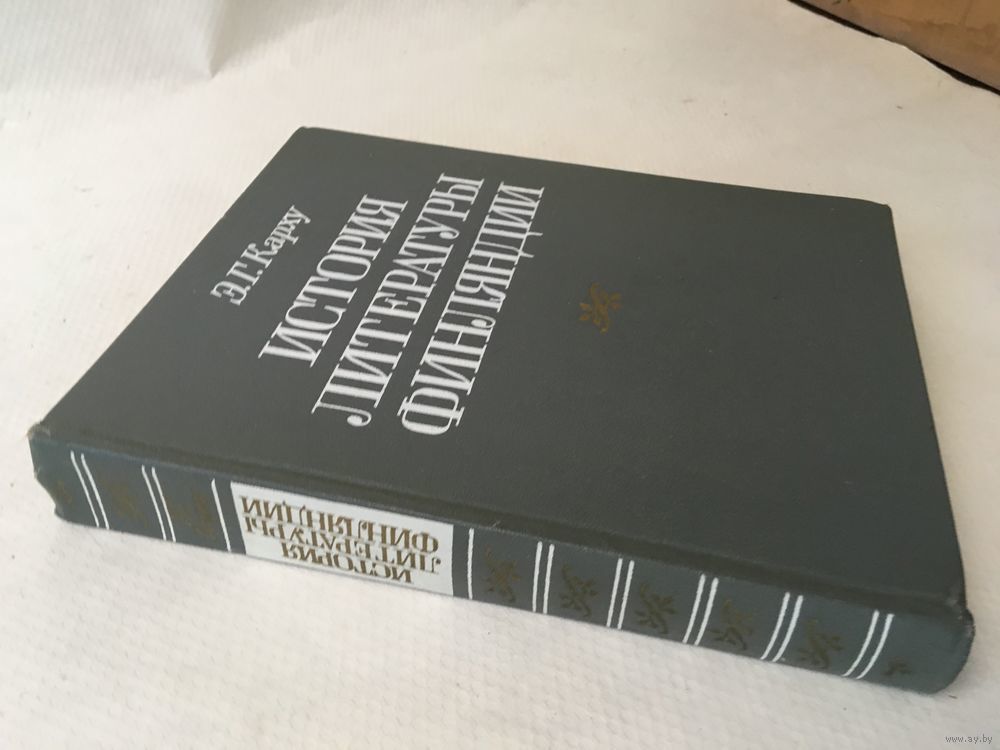 Э.Г. Карху
ИСТОРИЯ
ЛИТЕРАТУРЫ
ФИНЛЯНДИИ
ИСТОРИЯ
ЛИТЕРАТУРЫ
ФИНЛЯНДИИ
www.ay.by